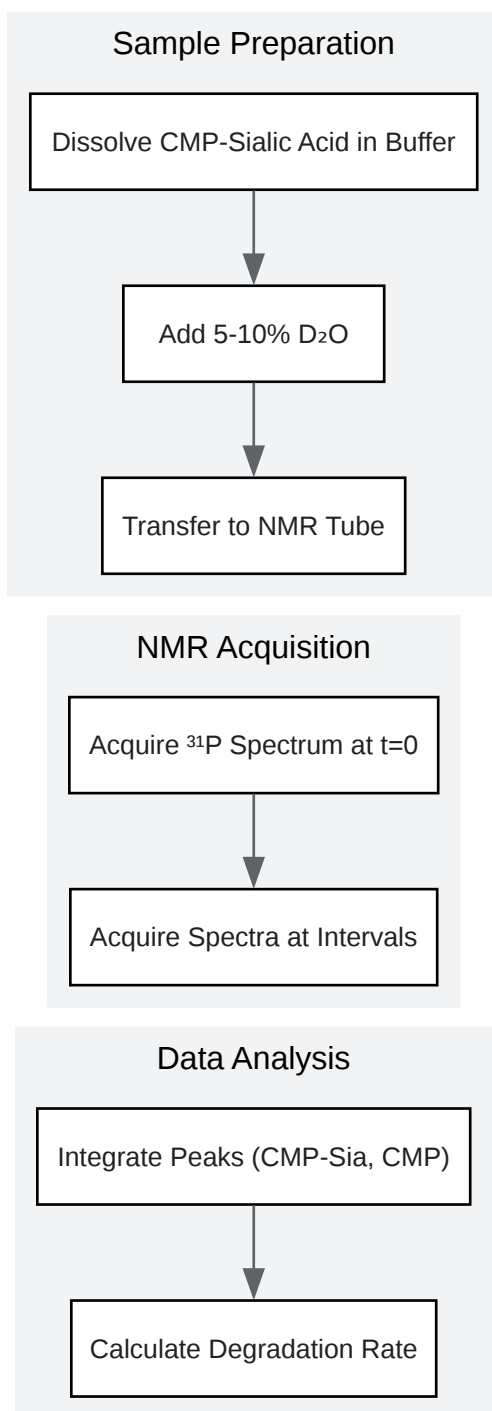 Sample Preparation
Dissolve CMP-Sialic Acid in Buffer
Add 5-10% D₂O
Transfer to NMR Tube
NMR Acquisition
Acquire ³¹P Spectrum at t=0
Acquire Spectra at Intervals
Data Analysis
Integrate Peaks (CMP-Sia, CMP)
Calculate Degradation Rate